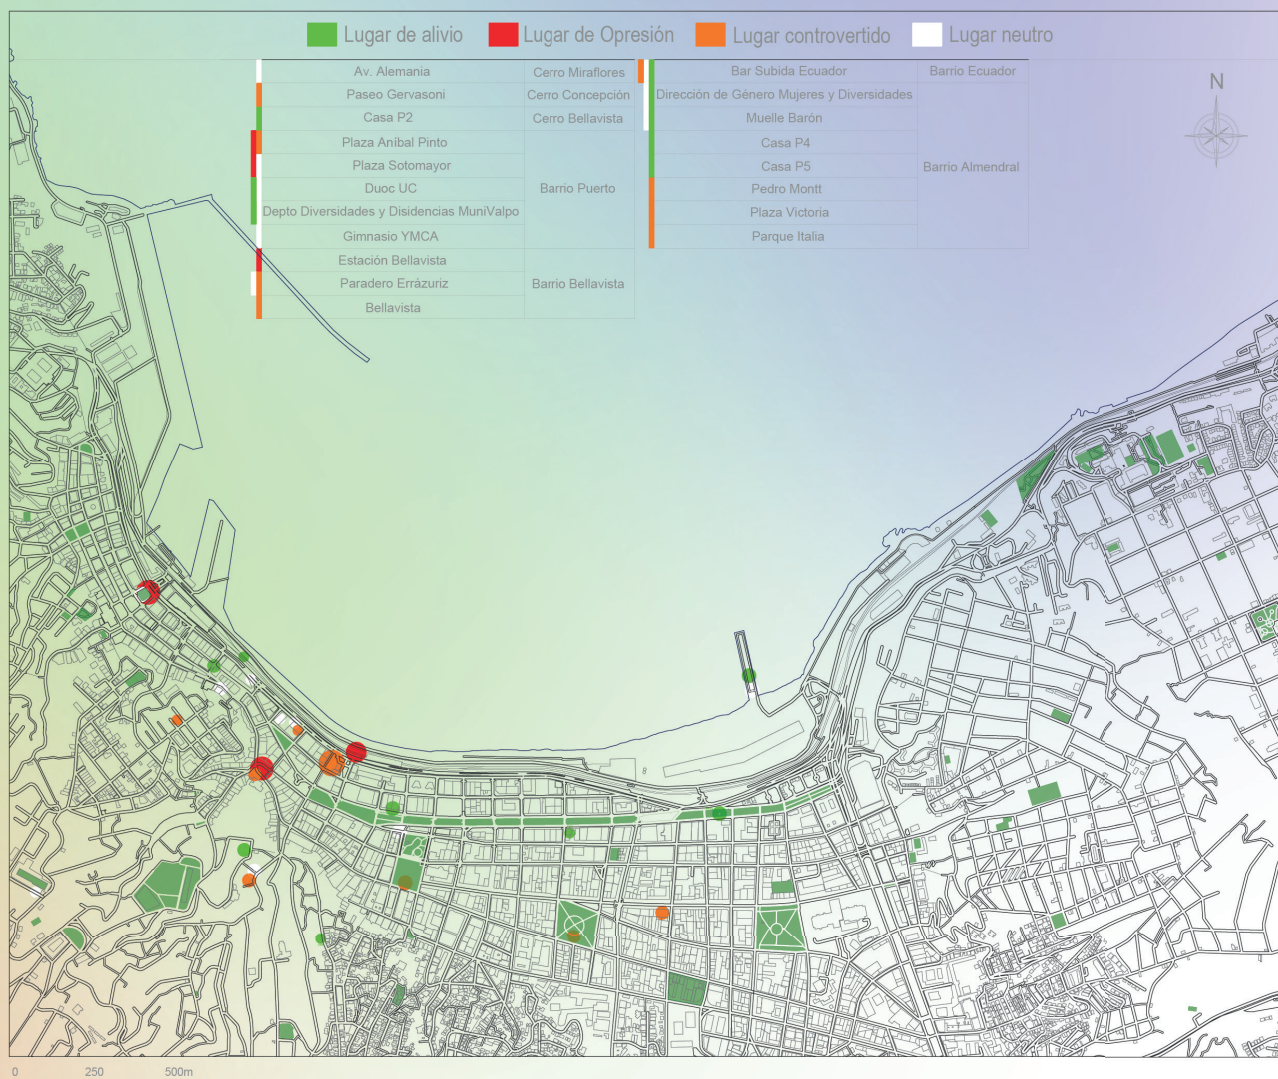 Lugar de alivio
Lugar de Opresión
Lugar controvertido
Lugar neutro
Av. Alemania
Cerro Miraflores
Paseo Gervasoni
Cerro Concepción
Casa P2
Cerro Bellavista
Plaza Aníbal Pinto
Plaza Sotomayor
Duoc UC
Barrio Puerto
Depto Diversidades y Disidencias MuniValpo
Gimnasio YMCA
Estación Bellavista
Paradero Errázuriz
Barrio Bellavista
Bellavista
Bar Subida Ecuador
Barrio Ecuador
Dirección de Género Mujeres y Diversidades
Muelle Barón
Casa P4
Casa P5
Barrio Almendral
Pedro Montt
Plaza Victoria
Parque Italia
N
0 250 500m